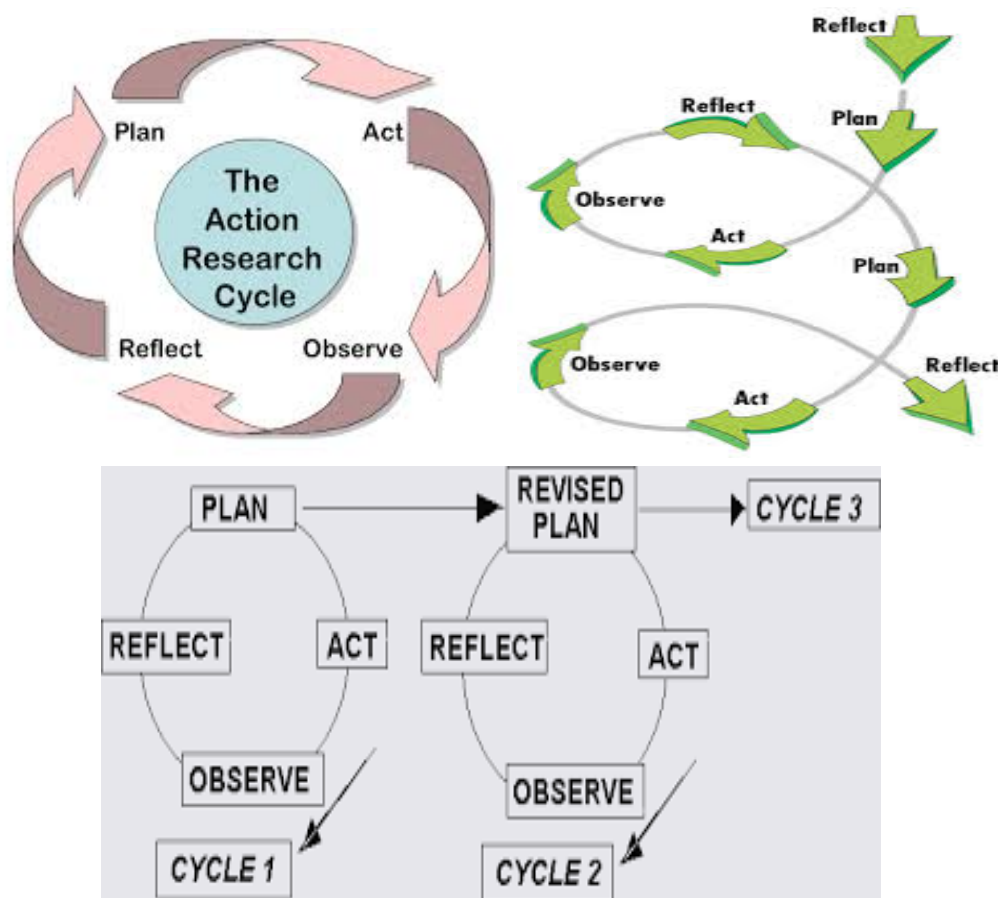 Plan
Act
The
Action
Research
Cycle
Reflect
Observe
Reflect
Plan
Reflect
Observe
Act
Plan
Observe
Act
Reflect
PLAN
REVISED
PLAN
CYCLE 3
REFLECT
ACT
REFLECT
ACT
OBSERVE
OBSERVE
CYCLE 1
CYCLE 2